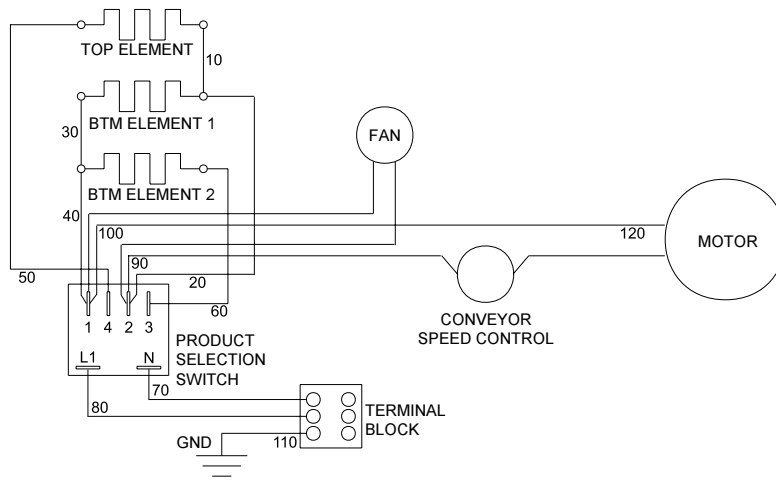 TOP ELEMENT
10
BTM ELEMENT 1
30
FAN
BTM ELEMENT 2
40
100
120
MOTOR
50
90
20
60
1 4 2 3
CONVEYOR
SPEED CONTROL
L1 N
PRODUCT
SELECTION
SWITCH
70
80
TERMINAL
BLOCK
GND
110